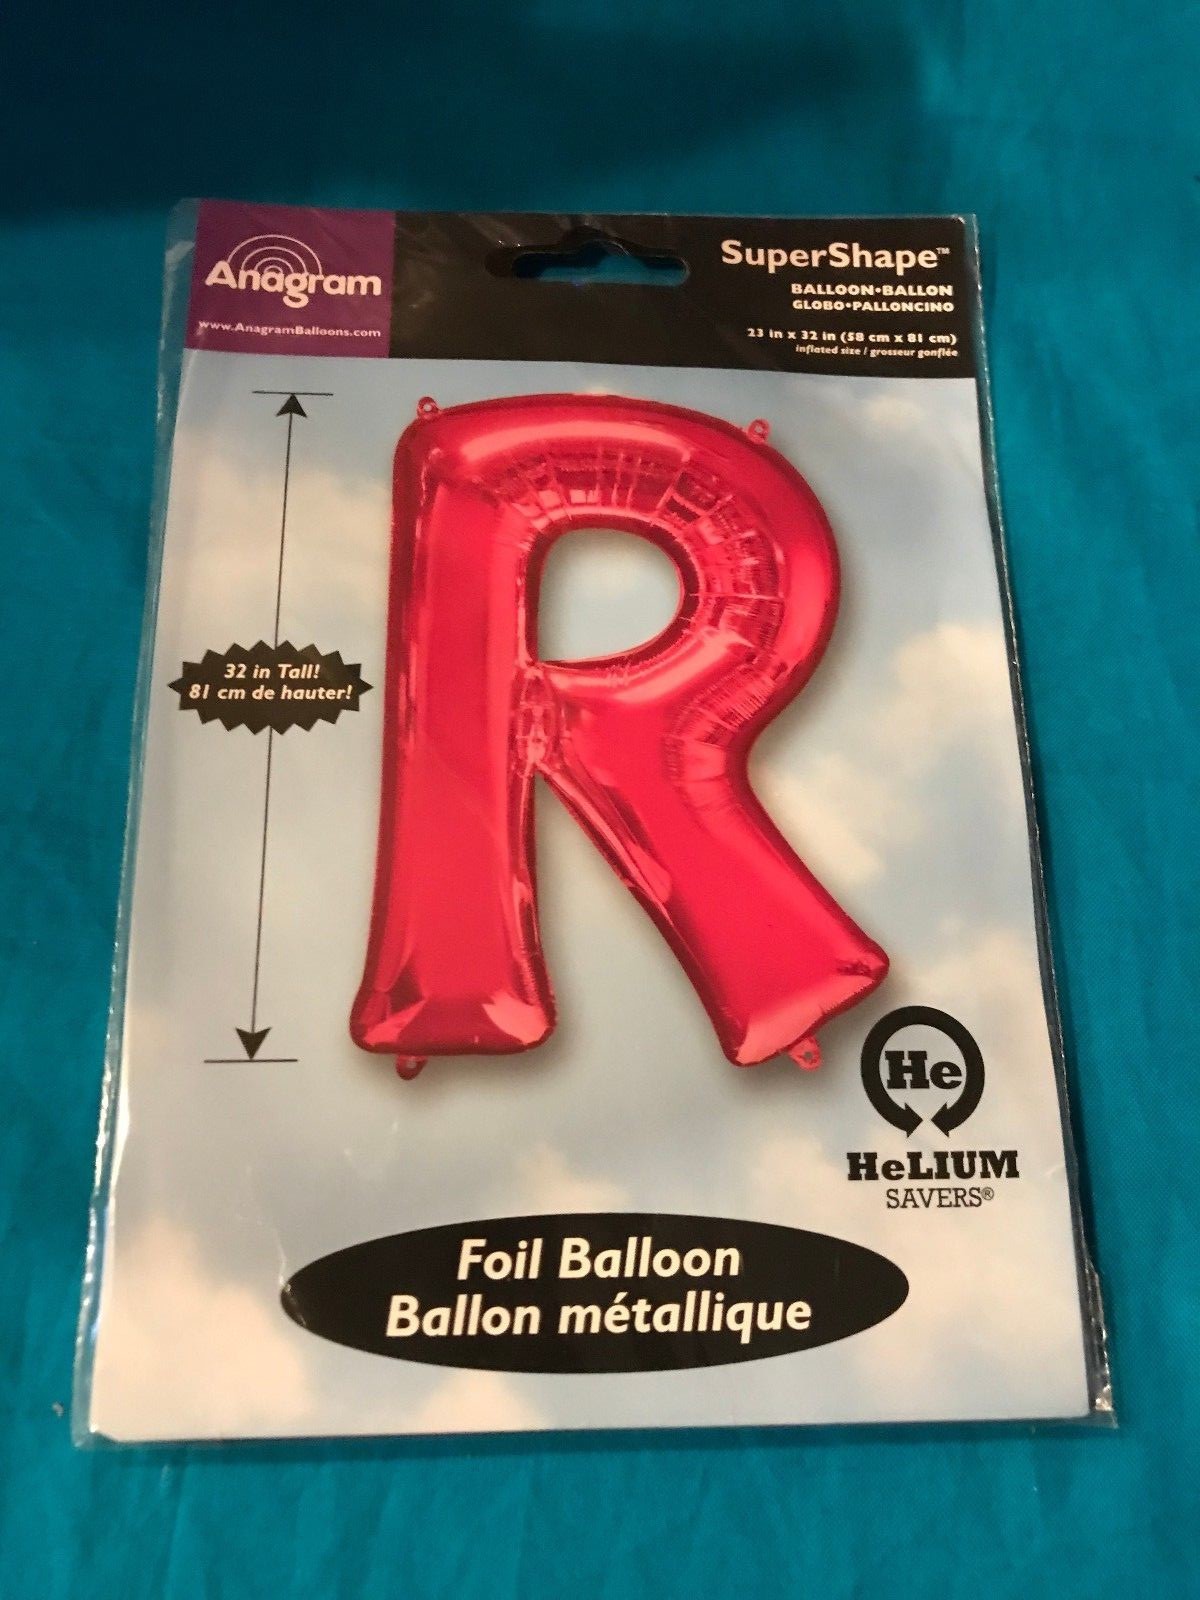 Anagram
www.AnagramBalloons.com
SuperShape™
BALLOON•BALLON
GLOBO•PALLONCINO
23 in x 32 in (58 cm x 81 cm)
inflated size / grosseur gonflée
32 in Tall!
81 cm de hauter!
R
He
HeLIUM
SAVERS®
Foil Balloon
Ballon métallique